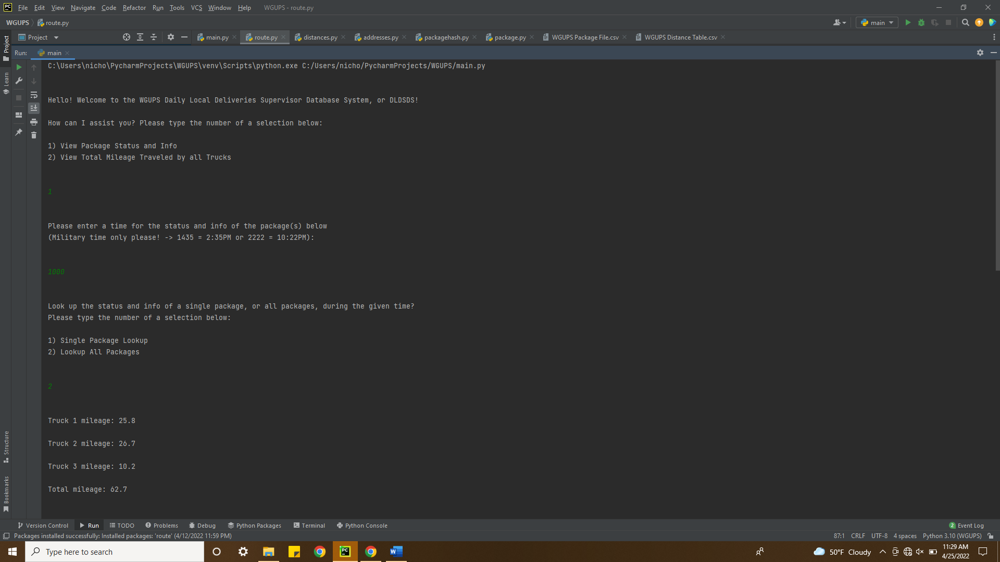 PC File Edit View Navigate Code Refactor Run Tools VCS Window Help WGUPS - route.py
WGUPS route.py main
Project main.py route.py distances.py addresses.py packagehash.py package.py WGUPS Package File.csv WGUPS Distance Table.csv
Project
Run: main
Learn
Structure
Bookmarks
C:\Users\nicho\PycharmProjects\WGUPS\venv\Scripts\python.exe C:/Users/nicho/PycharmProjects/WGUPS/main.py
Hello! Welcome to the WGUPS Daily Local Deliveries Supervisor Database System, or DLDSDS!
How can I assist you? Please type the number of a selection below:
1) View Package Status and Info
2) View Total Mileage Traveled by all Trucks
1
Please enter a time for the status and info of the package(s) below
(Military time only please! -> 1435 = 2:35PM or 2222 = 10:22PM):
1000
Look up the status and info of a single package, or all packages, during the given time?
Please type the number of a selection below:
1) Single Package Lookup
2) Lookup All Packages
2
Truck 1 mileage: 25.8
Truck 2 mileage: 26.7
Truck 3 mileage: 10.2
Total mileage: 62.7
Version Control Run TODO Problems Debug Python Packages Terminal Python Console 2 Event Log
Packages installed successfully: Installed packages: 'route' (4/12/2022 11:59 PM) 87:1 CRLF UTF-8 4 spaces Python 3.10 (WGUPS)
Type here to search PC W 50°F Cloudy 11:29 AM
4/25/2022